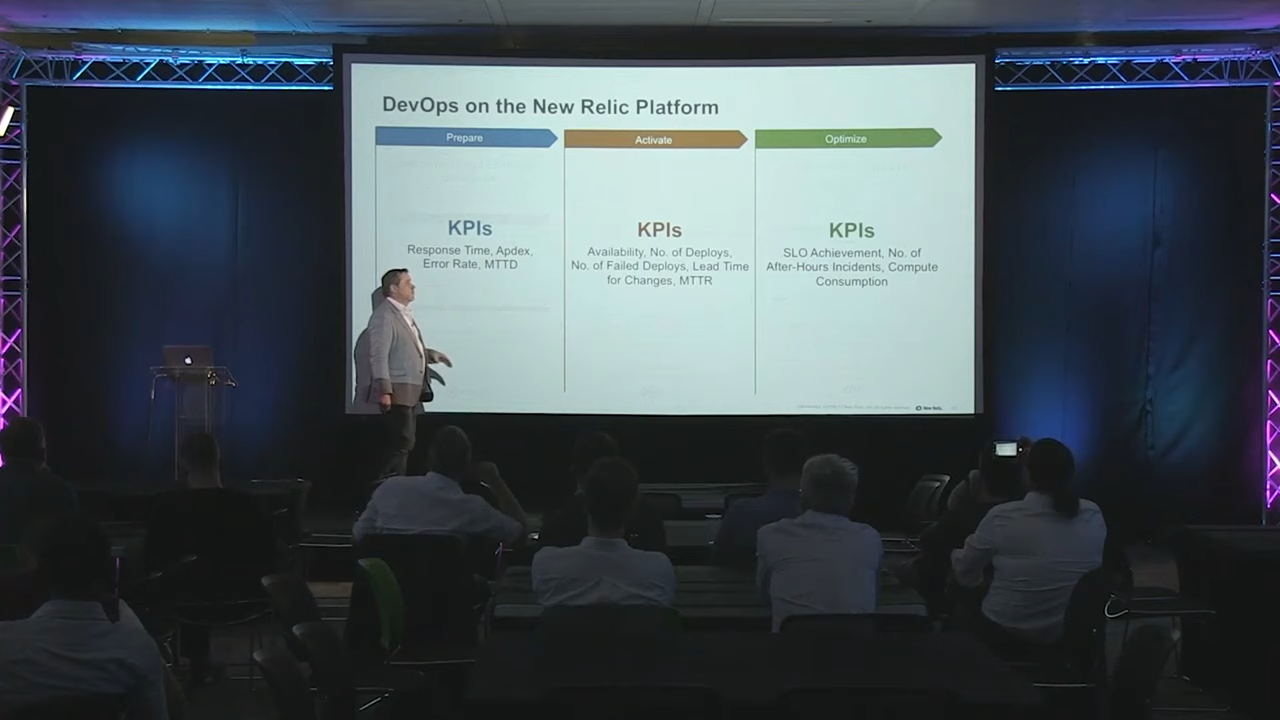 DevOps on the New Relic Platform
Prepare
Activate
Optimize
KPIs
Response Time, Apdex,
Error Rate, MTTD
KPIs
Availability, No. of Deploys,
No. of Failed Deploys, Lead Time
for Changes, MTTR
KPIs
SLO Achievement, No. of
After-Hours Incidents, Compute
Consumption
New Relic